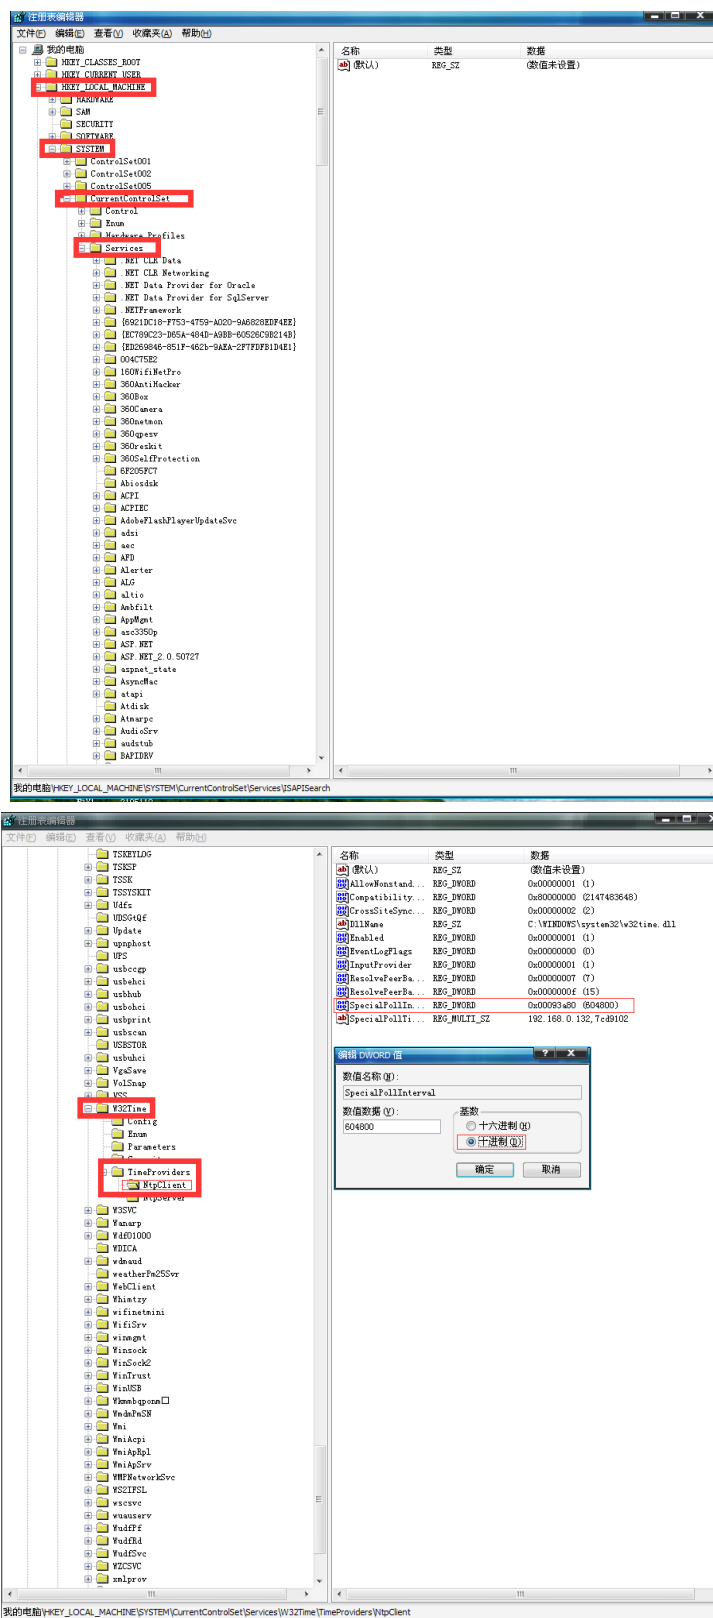 注册表编辑器
文件(F) 编辑(E) 查看(V) 收藏夹(A) 帮助(H)
我的电脑
HKEY_CLASSES_ROOT
HKEY_CURRENT_USER
HKEY_LOCAL_MACHINE
HARDWARE
SAM
SECURITY
SOFTWARE
SYSTEM
ControlSet001
ControlSet002
ControlSet005
CurrentControlSet
Control
Enum
Hardware Profiles
Services
.NET CLR Data
.NET CLR Networking
.NET Data Provider for Oracle
.NET Data Provider for SqlServer
.NETFramework
{6921DC18-F753-4759-A020-9A6828EDF4EE}
{EC789C23-D65A-484D-A9BB-60526C9B214B}
{ED269846-851F-462b-9AEA-2F7FDFB1D4E1}
004C75E2
160WifiNetPro
360AntiHacker
360Box
360Camera
360netmon
360qpesv
360reskit
360SelfProtection
6F205FC7
Abiosdsk
ACPI
ACPIEC
AdobeFlashPlayerUpdateSvc
adsi
aec
AFD
Alerter
ALG
altio
Ambfilt
AppMgmt
asc3350p
ASP.NET
ASP.NET_2.0.50727
aspnet_state
AsyncMac
atapi
Atdisk
Atmarpc
AudioSrv
audstub
BAPIDRV
名称 类型 数据
(默认) REG_SZ (数值未设置)
我的电脑\HKEY_LOCAL_MACHINE\SYSTEM\CurrentControlSet\Services\ISAPISearch
注册表编辑器
文件(F) 编辑(E) 查看(V) 收藏夹(A) 帮助(H)
TSKEYLOG
TSKSP
TSSK
TSSYSKIT
Udfs
UDSGtQf
Update
upnphost
UPS
usbccgp
usbehci
usbhub
usbohci
usbprint
usbscan
USBSTOR
usbuhci
VgaSave
VolSnap
VSS
W32Time
Config
Enum
Parameters
TimeProviders
NtpClient
NtpServer
W3SVC
Wanarp
Wdf01000
WDICA
wdmaud
weatherPm25Svr
WebClient
Whimtzy
wifinetmini
WifiSrv
winmgmt
Winsock
WinSock2
WinTrust
WinUSB
Wkmmbqponm□
WmdmPmSN
Wmi
WmiAcpi
WmiApRpl
WmiApSrv
WMPNetworkSvc
WS2IFSL
wscsvc
wuauserv
WudfPf
WudfRd
WudfSvc
WZCSVC
xmlprov
名称 类型 数据
(默认) REG_SZ (数值未设置)
AllowNonstand... REG_DWORD 0x00000001 (1)
Compatibility... REG_DWORD 0x80000000 (2147483648)
CrossSiteSync... REG_DWORD 0x00000002 (2)
DllName REG_SZ C:\WINDOWS\system32\w32time.dll
Enabled REG_DWORD 0x00000001 (1)
EventLogFlags REG_DWORD 0x00000000 (0)
InputProvider REG_DWORD 0x00000001 (1)
ResolvePeerBa... REG_DWORD 0x00000007 (7)
ResolvePeerBa... REG_DWORD 0x0000000f (15)
SpecialPollIn... REG_DWORD 0x00093a80 (604800)
SpecialPollTi... REG_MULTI_SZ 192.168.0.132,7cd9102
编辑 DWORD 值
数值名称(N):
SpecialPollInterval
数值数据(V):
604800
基数
十六进制(H)
十进制(D)
确定 取消
我的电脑\HKEY_LOCAL_MACHINE\SYSTEM\CurrentControlSet\Services\W32Time\TimeProviders\NtpClient